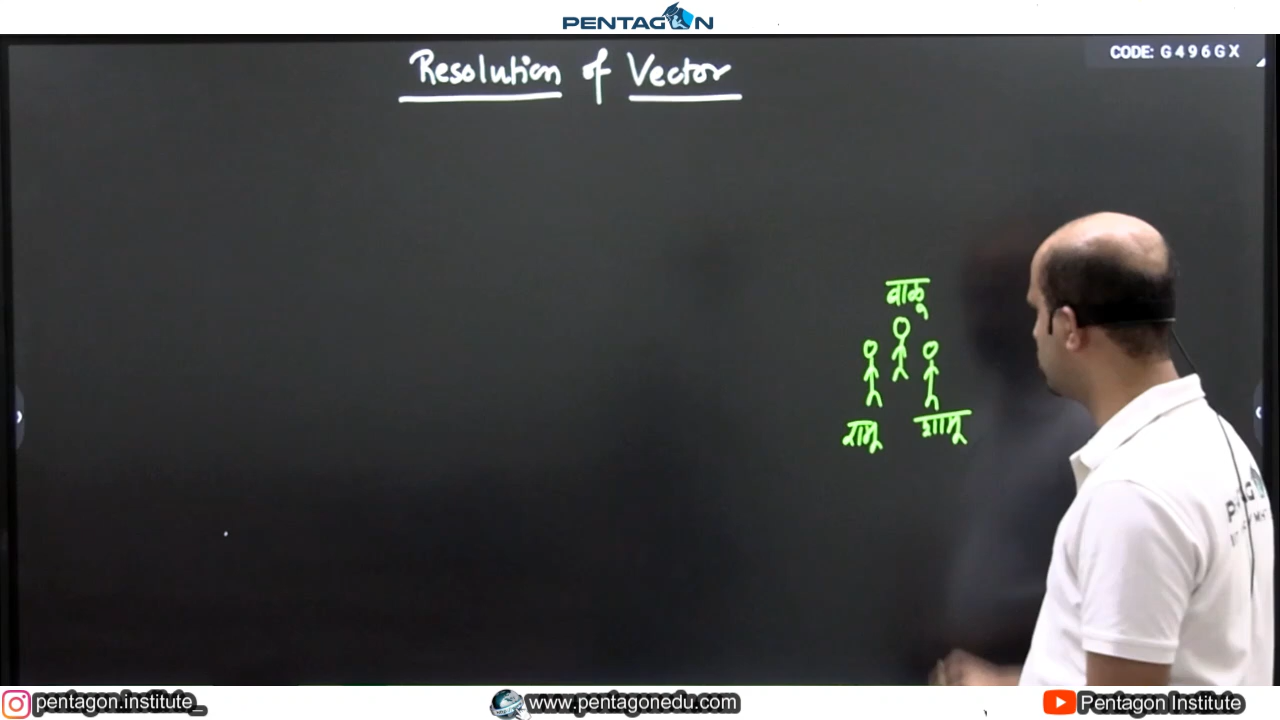 PENTAGON
CODE: G496GX
Resolution of Vector
बाळू
रामू
शामू
pentagon.institute_
www.pentagonedu.com
Pentagon Institute